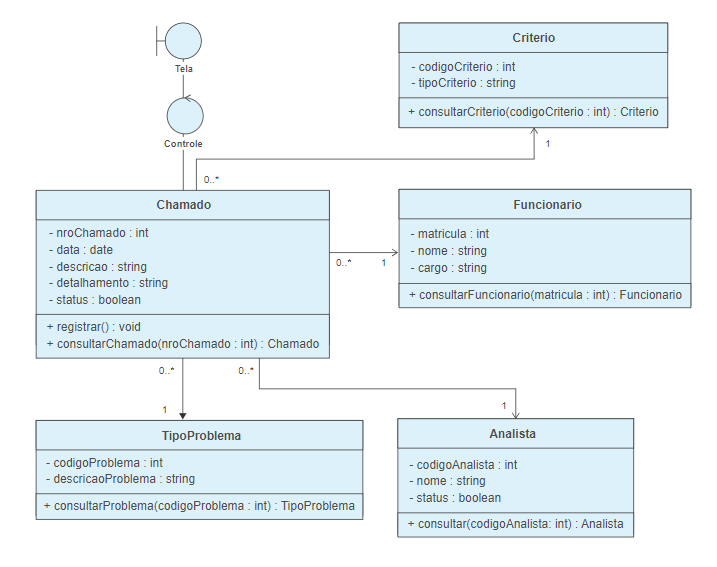 Tela
Controle
Criterio
- codigoCriterio : int
- tipoCriterio : string
+ consultarCriterio(codigoCriterio : int) : Criterio
1
0..*
Chamado
- nroChamado : int
- data : date
- descricao : string
- detalhamento : string
- status : boolean
+ registrar() : void
+ consultarChamado(nroChamado : int) : Chamado
0..*
1
Funcionario
- matricula : int
- nome : string
- cargo : string
+ consultarFuncionario(matricula : int) : Funcionario
0..*
0..*
1
1
TipoProblema
- codigoProblema : int
- descricaoProblema : string
+ consultarProblema(codigoProblema : int) : TipoProblema
Analista
- codigoAnalista : int
- nome : string
- status : boolean
+ consultar(codigoAnalista: int) : Analista